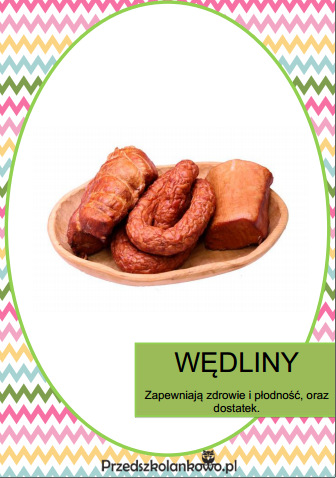 WĘDLINY
Zapewniają zdrowie i płodność, oraz
dostatek.
Przedszkolankowo.pl